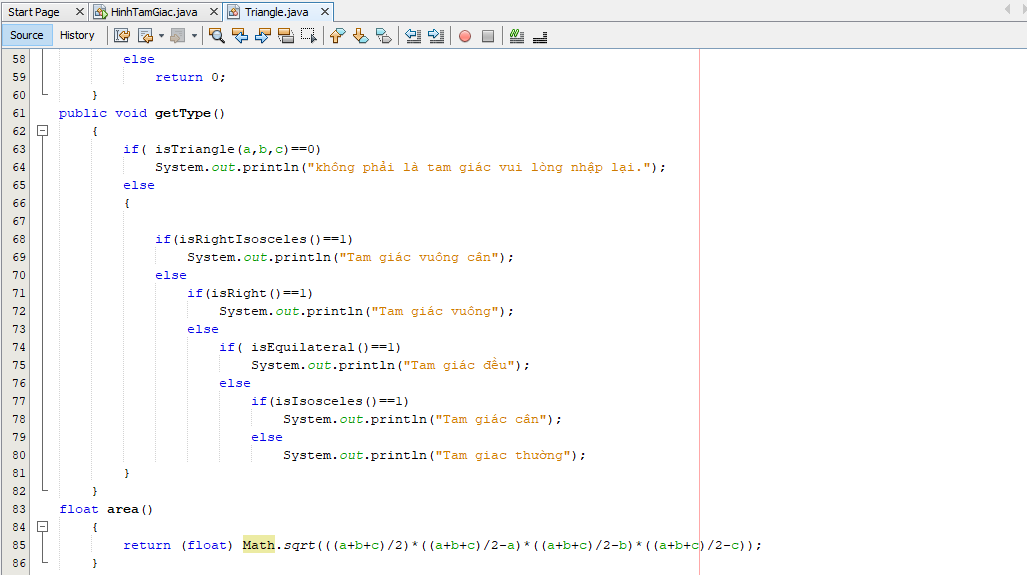 Start Page HinhTamGiac.java Triangle.java
Source History
58 else
59 return 0;
60 }
61 public void getType()
62 {
63 if( isTriangle(a,b,c)==0)
64 System.out.println("không phải là tam giác vui lòng nhập lại.");
65 else
66 {
67
68 if(isRightIsosceles()==1)
69 System.out.println("Tam giác vuông cân");
70 else
71 if(isRight()==1)
72 System.out.println("Tam giác vuông");
73 else
74 if( isEquilateral()==1)
75 System.out.println("Tam giác đều");
76 else
77 if(isIsosceles()==1)
78 System.out.println("Tam giác cân");
79 else
80 System.out.println("Tam giac thường");
81 }
82 }
83 float area()
84 {
85 return (float) Math.sqrt(((a+b+c)/2)*((a+b+c)/2-a)*((a+b+c)/2-b)*((a+b+c)/2-c));
86 }